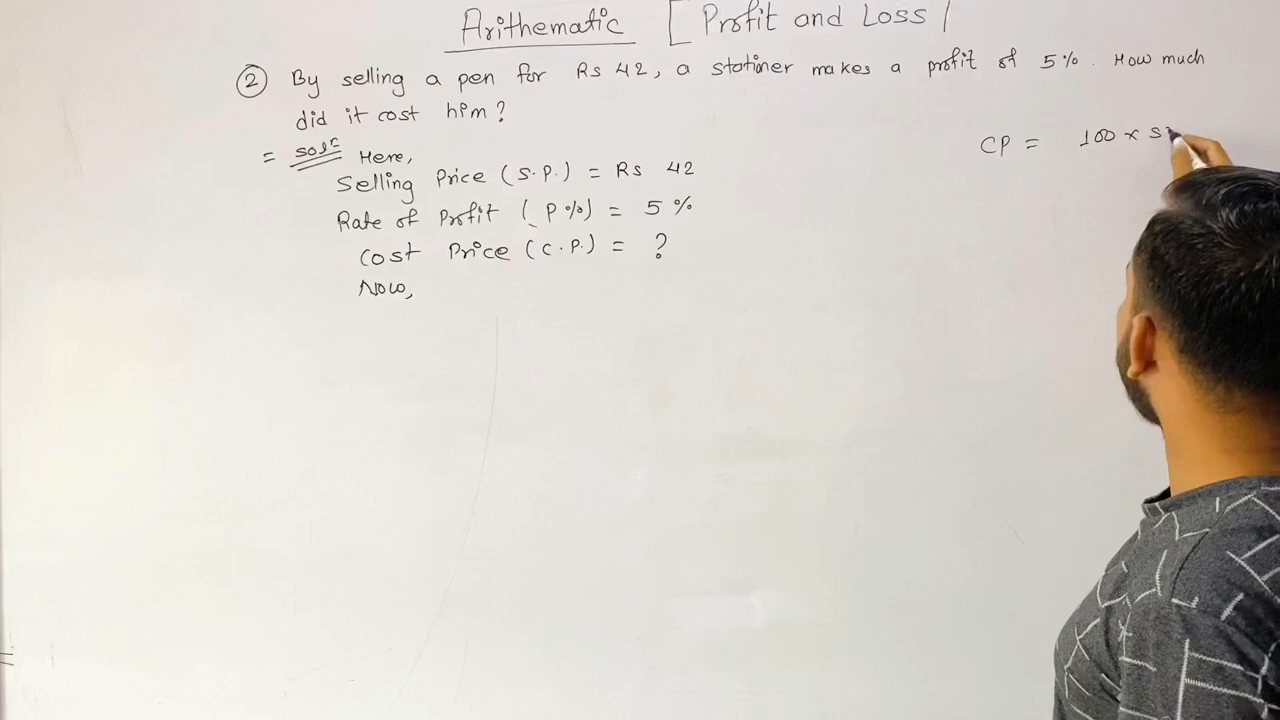 Arithematic [Profit and Loss]
② By selling a pen for Rs 42, a stationer makes a profit of 5%. How much
did it cost him?
= solⁿ Here,
Selling Price (S.P.) = Rs 42
Rate of Profit (P%) = 5%
Cost Price (C.P.) = ?
Now,
CP = 100 × S